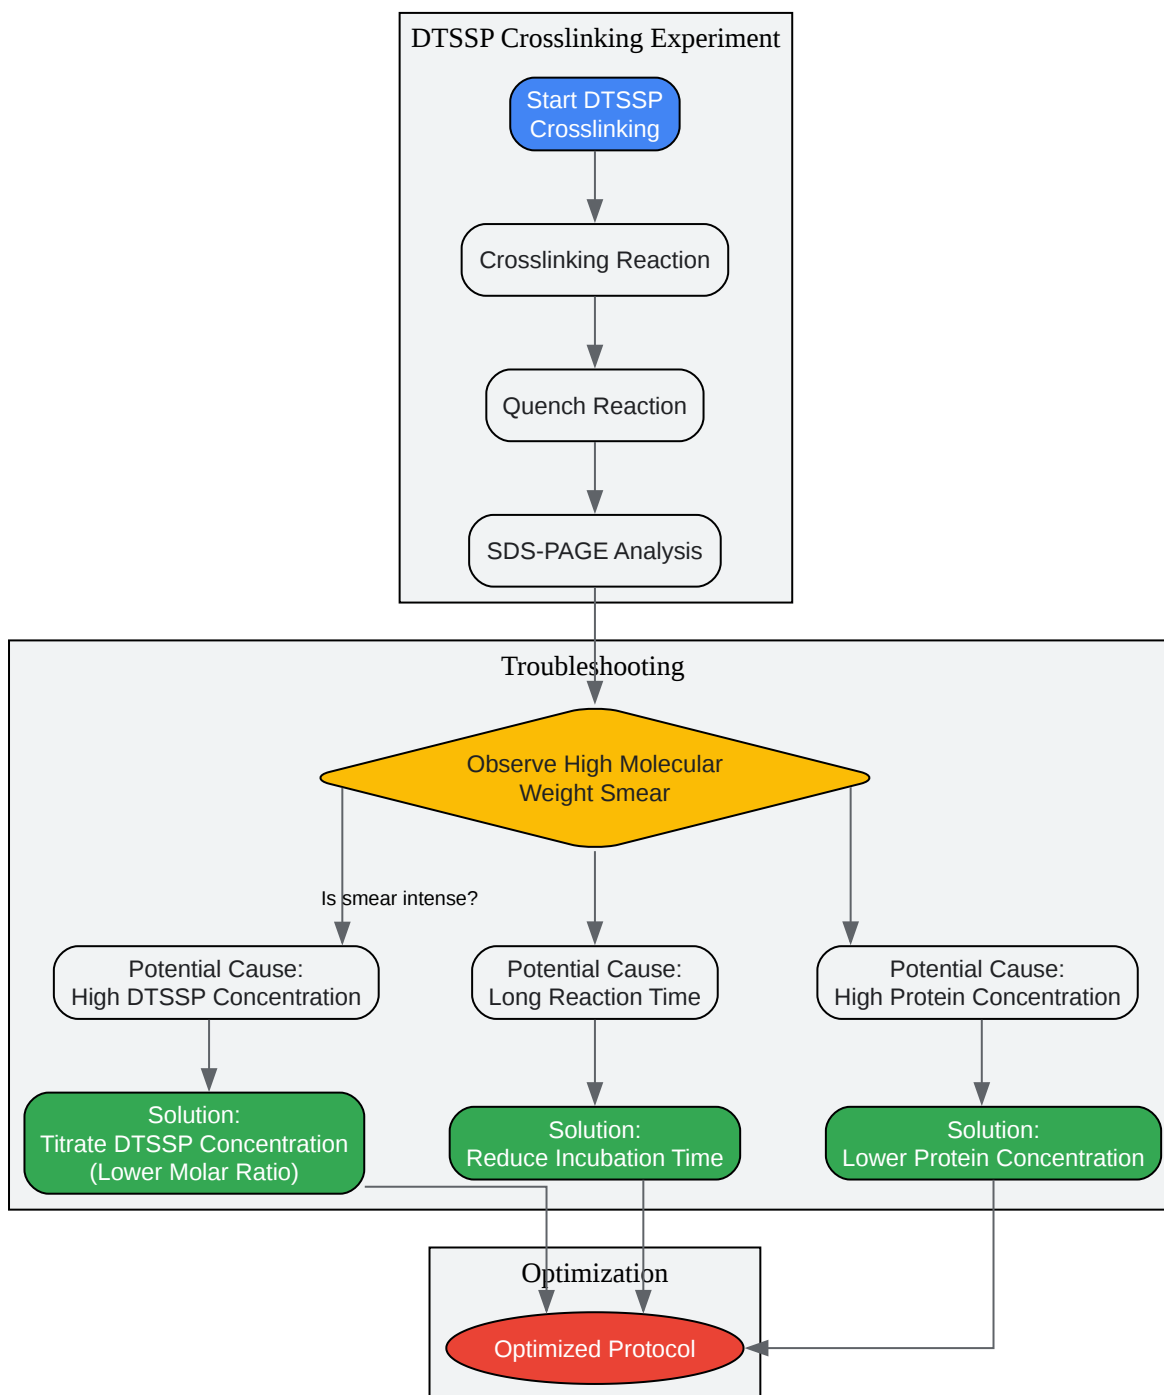 DTSSP Crosslinking Experiment
Start DTSSP
Crosslinking
Crosslinking Reaction
Quench Reaction
SDS-PAGE Analysis
Troubleshooting
Observe High Molecular
Weight Smear
Is smear intense?
Potential Cause:
High DTSSP Concentration
Potential Cause:
Long Reaction Time
Potential Cause:
High Protein Concentration
Solution:
Titrate DTSSP Concentration
(Lower Molar Ratio)
Solution:
Reduce Incubation Time
Solution:
Lower Protein Concentration
Optimization
Optimized Protocol